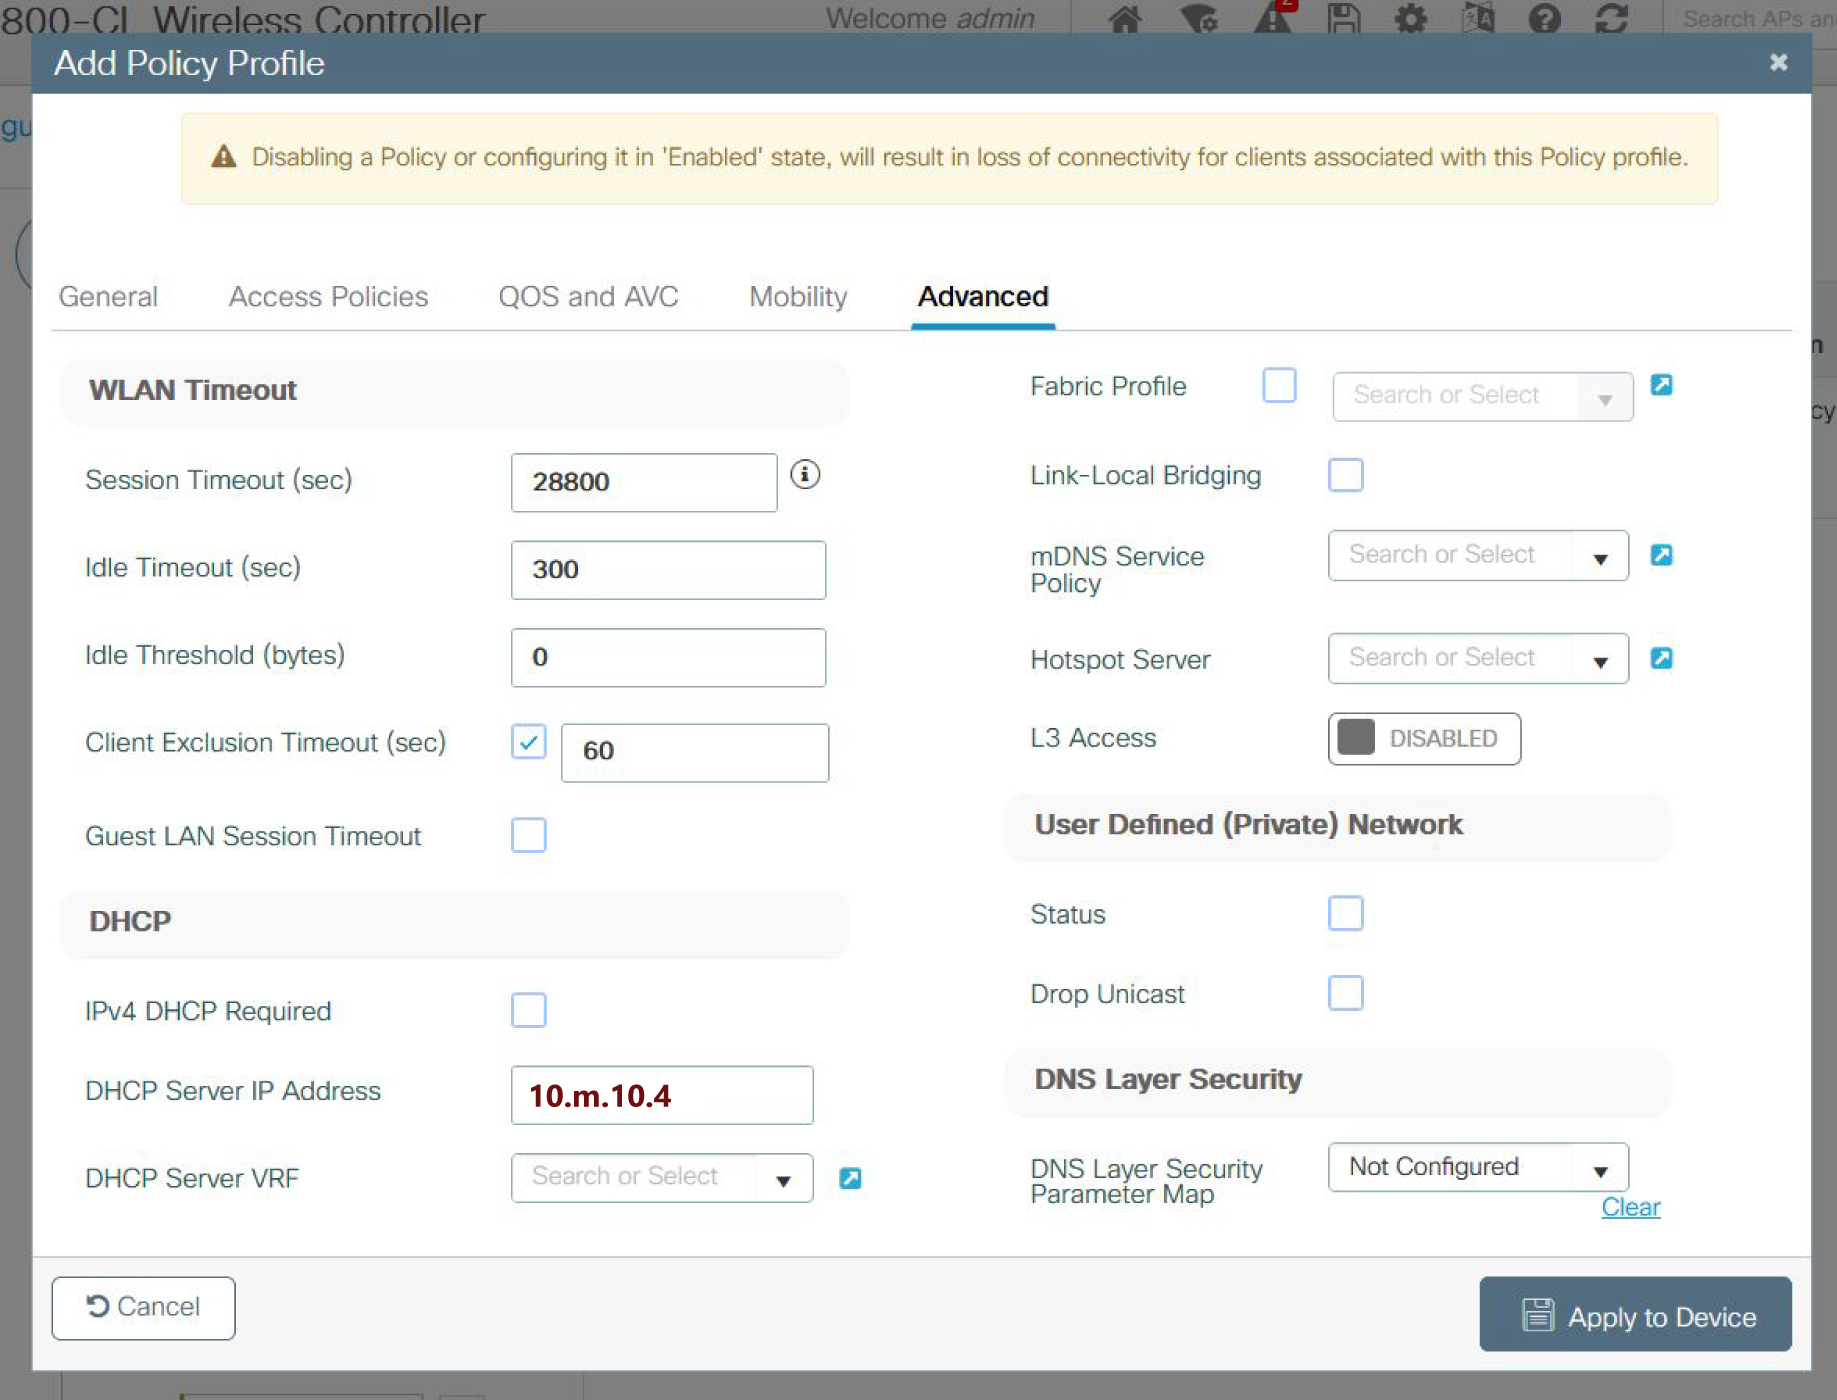 800-CL Wireless Controller
Welcome admin
2
Search APs an
Add Policy Profile
gu
Disabling a Policy or configuring it in 'Enabled' state, will result in loss of connectivity for clients associated with this Policy profile.
General
Access Policies
QOS and AVC
Mobility
Advanced
WLAN Timeout
Session Timeout (sec)
28800
Idle Timeout (sec)
300
Idle Threshold (bytes)
0
Client Exclusion Timeout (sec)
60
Guest LAN Session Timeout
DHCP
IPv4 DHCP Required
DHCP Server IP Address
10.m.10.4
DHCP Server VRF
Search or Select
Fabric Profile
Search or Select
Link-Local Bridging
mDNS Service
Policy
Search or Select
Hotspot Server
Search or Select
L3 Access
DISABLED
User Defined (Private) Network
Status
Drop Unicast
DNS Layer Security
DNS Layer Security
Parameter Map
Not Configured
Clear
cy
Cancel
Apply to Device